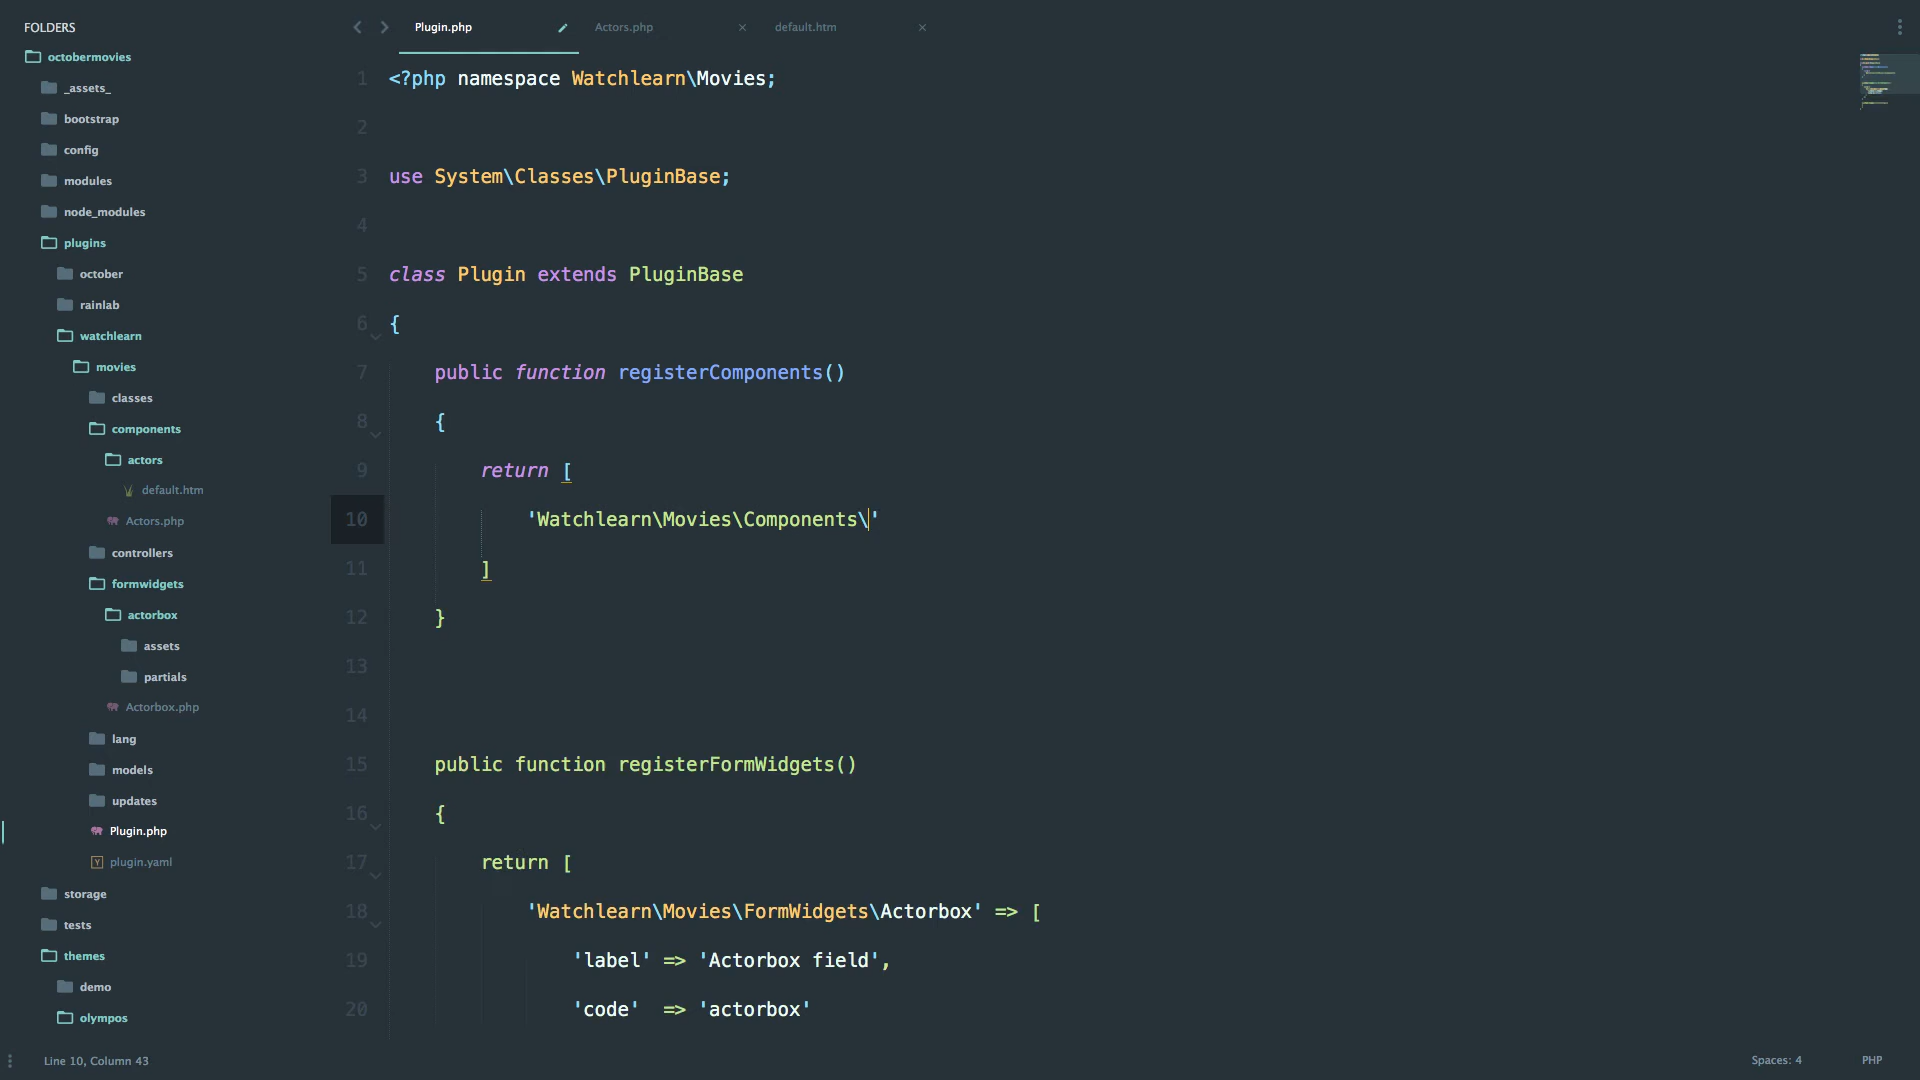 FOLDERS
octobermovies
_assets_
bootstrap
config
modules
node_modules
plugins
october
rainlab
watchlearn
movies
classes
components
actors
default.htm
Actors.php
controllers
formwidgets
actorbox
assets
partials
Actorbox.php
lang
models
updates
Plugin.php
plugin.yaml
storage
tests
themes
demo
olympos
Plugin.php
Actors.php
default.htm
1 <?php namespace Watchlearn\Movies;
2
3 use System\Classes\PluginBase;
4
5 class Plugin extends PluginBase
6 {
7 public function registerComponents()
8 {
9 return [
10 'Watchlearn\Movies\Components\'
11 ]
12 }
13
14
15 public function registerFormWidgets()
16 {
17 return [
18 'Watchlearn\Movies\FormWidgets\Actorbox' => [
19 'label' => 'Actorbox field',
20 'code' => 'actorbox'
Line 10, Column 43
Spaces: 4
PHP